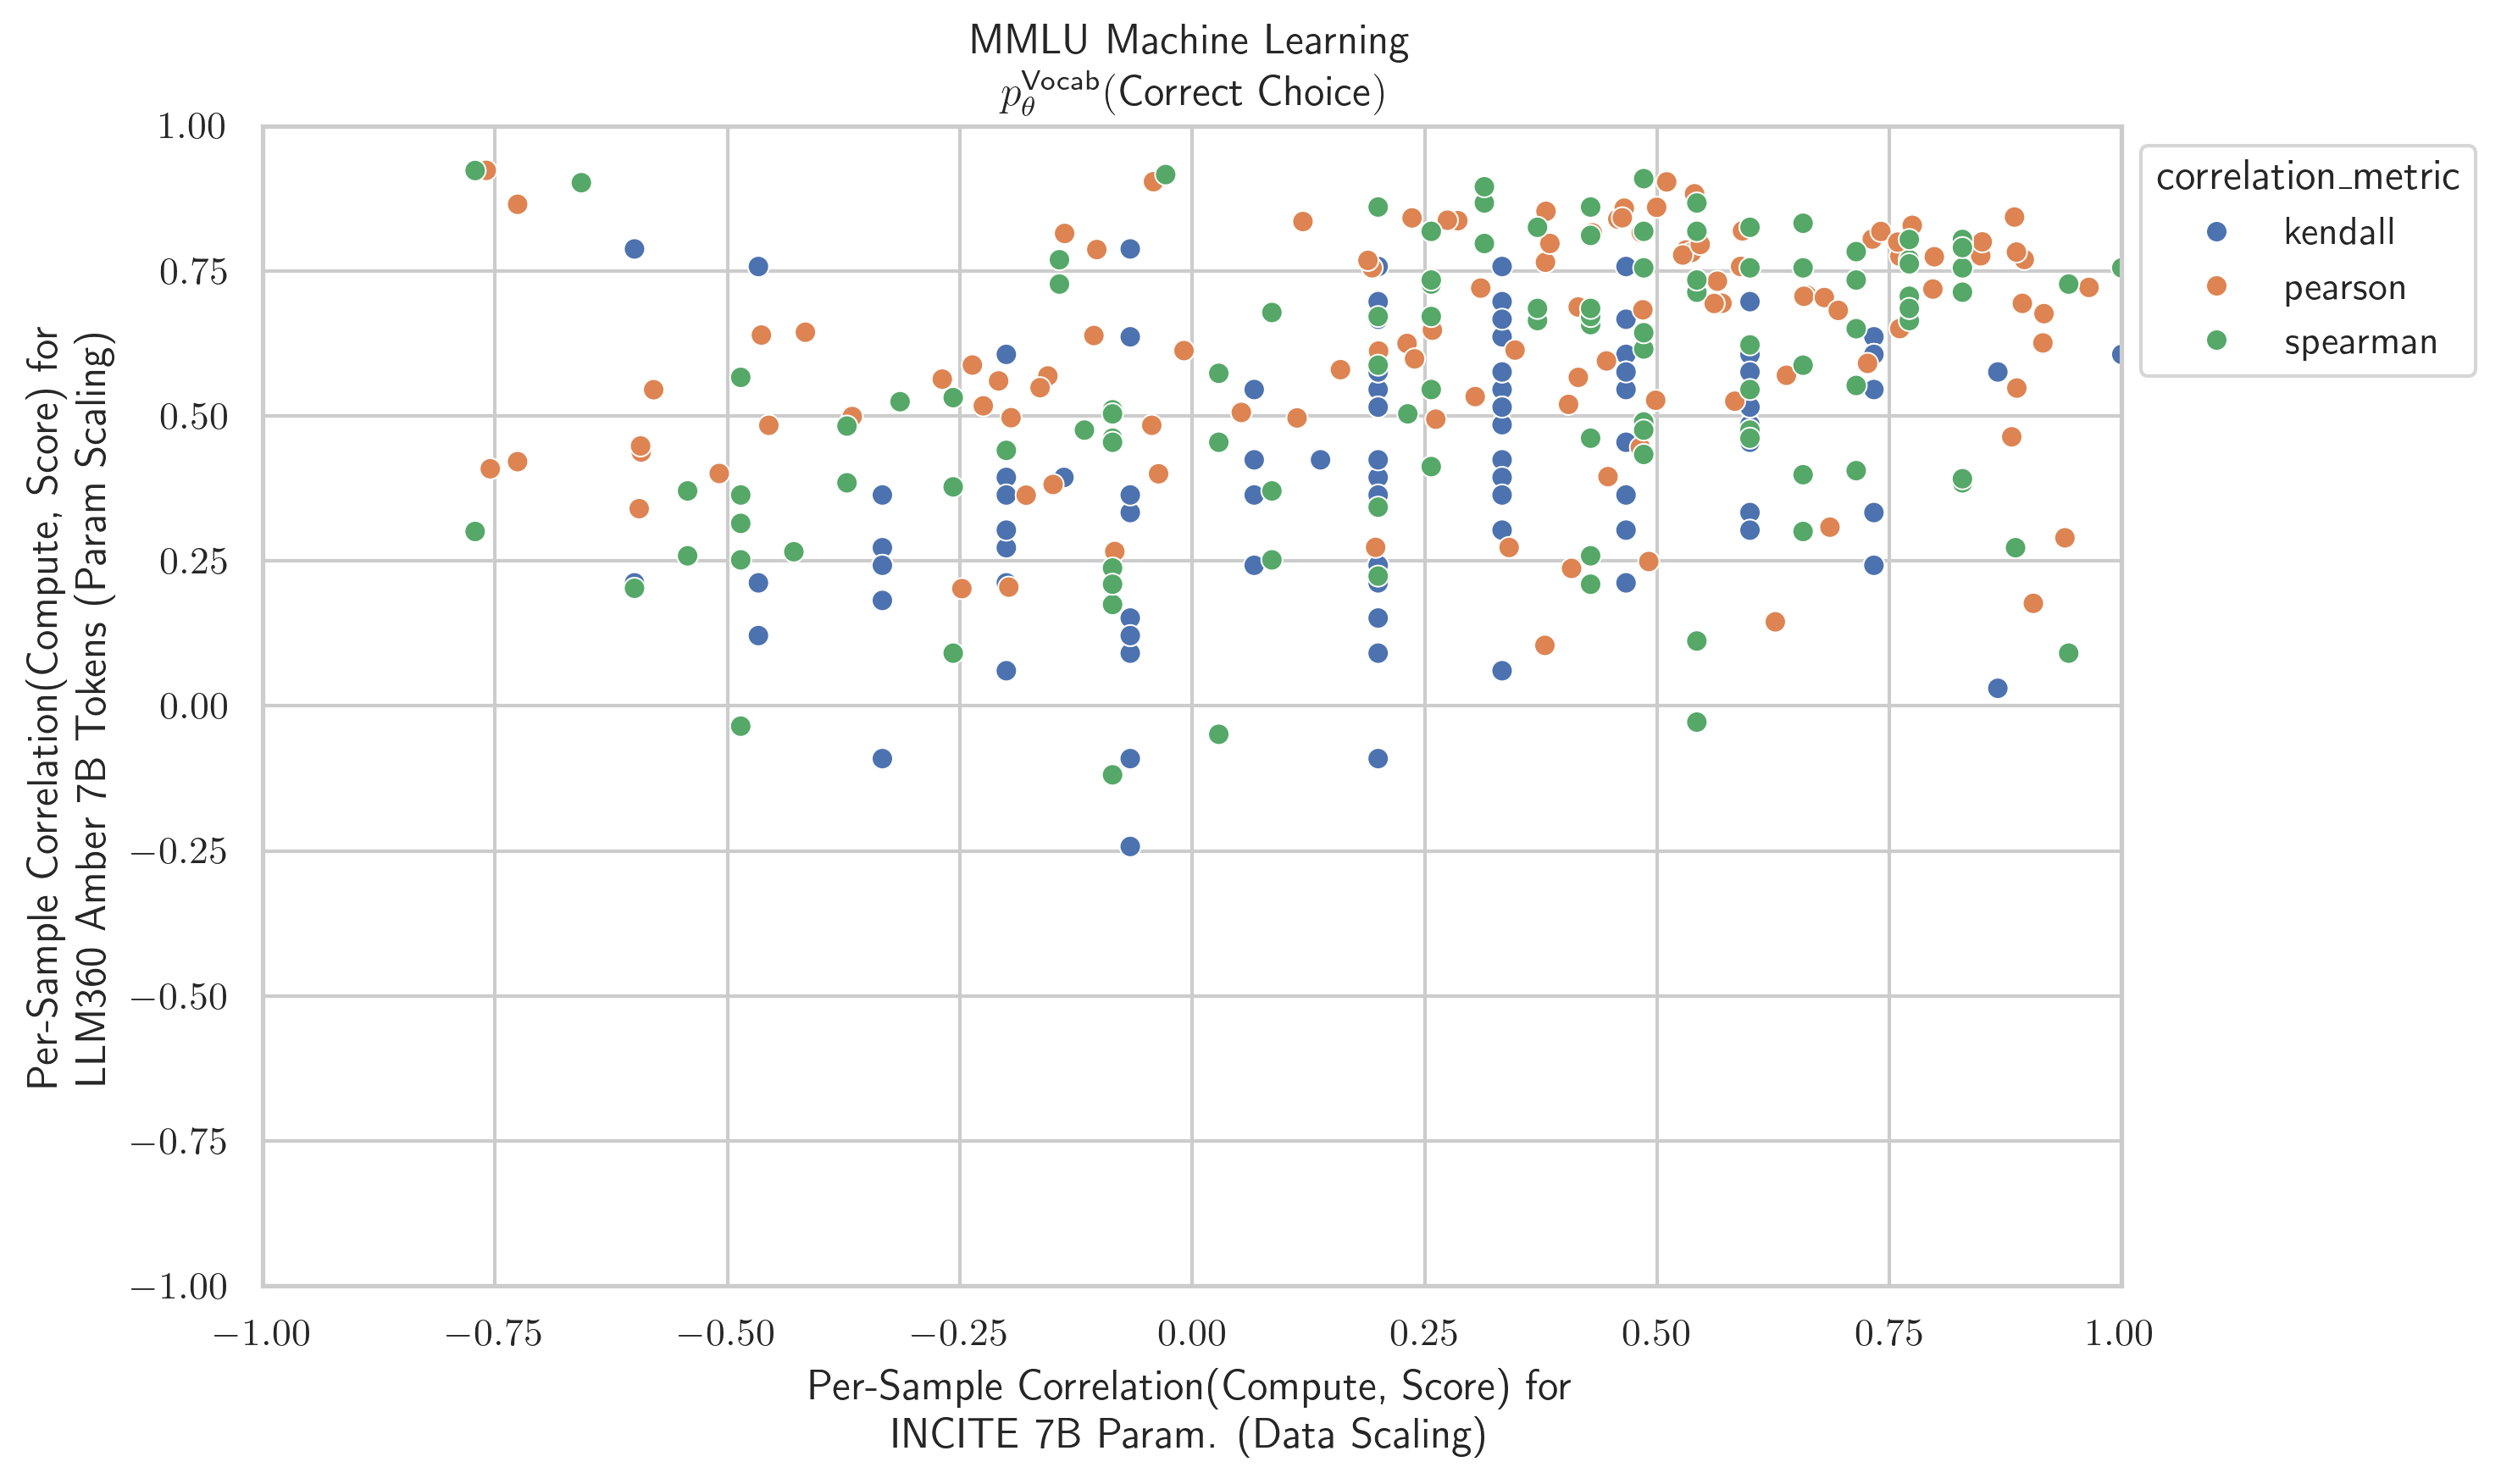 MMLU Machine Learning
p_θ^Vocab(Correct Choice)
Per-Sample Correlation(Compute, Score) for
LLM360 Amber 7B Tokens (Param Scaling)
1.00
0.75
0.50
0.25
0.00
−0.25
−0.50
−0.75
−1.00
−1.00 −0.75 −0.50 −0.25 0.00 0.25 0.50 0.75 1.00
Per-Sample Correlation(Compute, Score) for
INCITE 7B Param. (Data Scaling)
correlation_metric
kendall
pearson
spearman